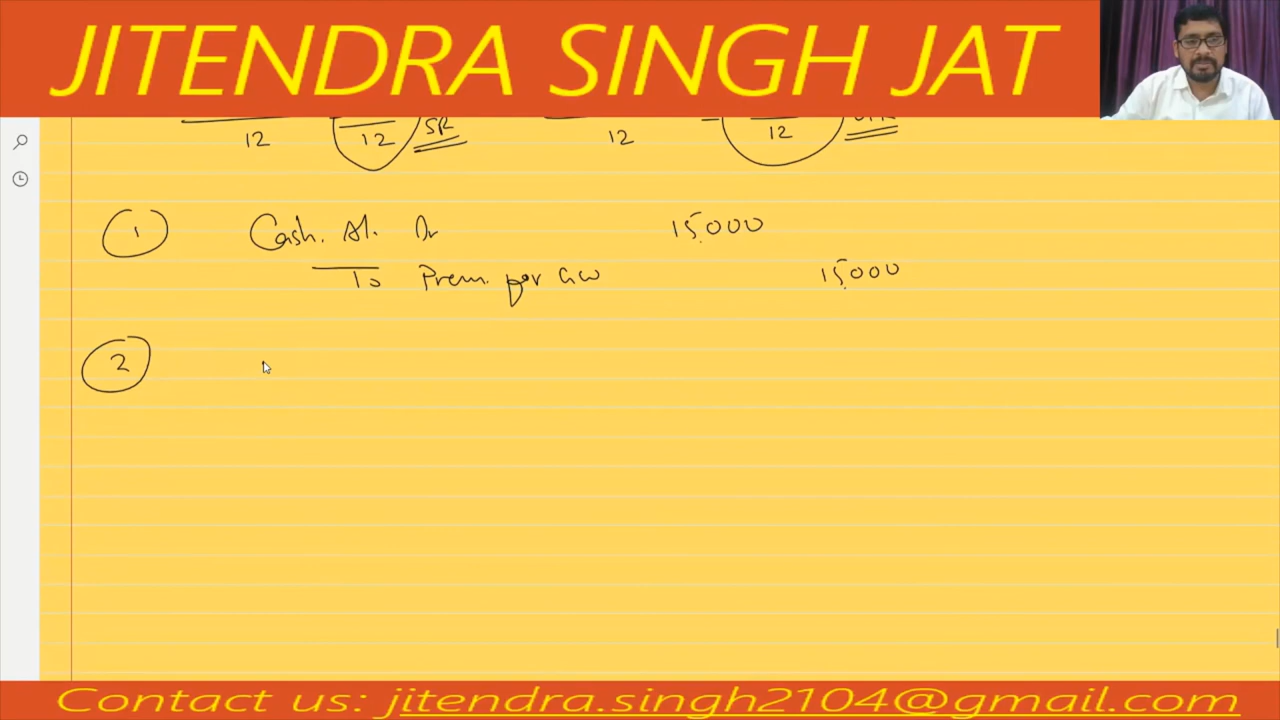 JITENDRA SINGH JAT
12 12 SR 12 12
1 Cash. A/. Dr 15,000
To Prem. for GW 15,000
2
Contact us: jitendra.singh2104@gmail.com